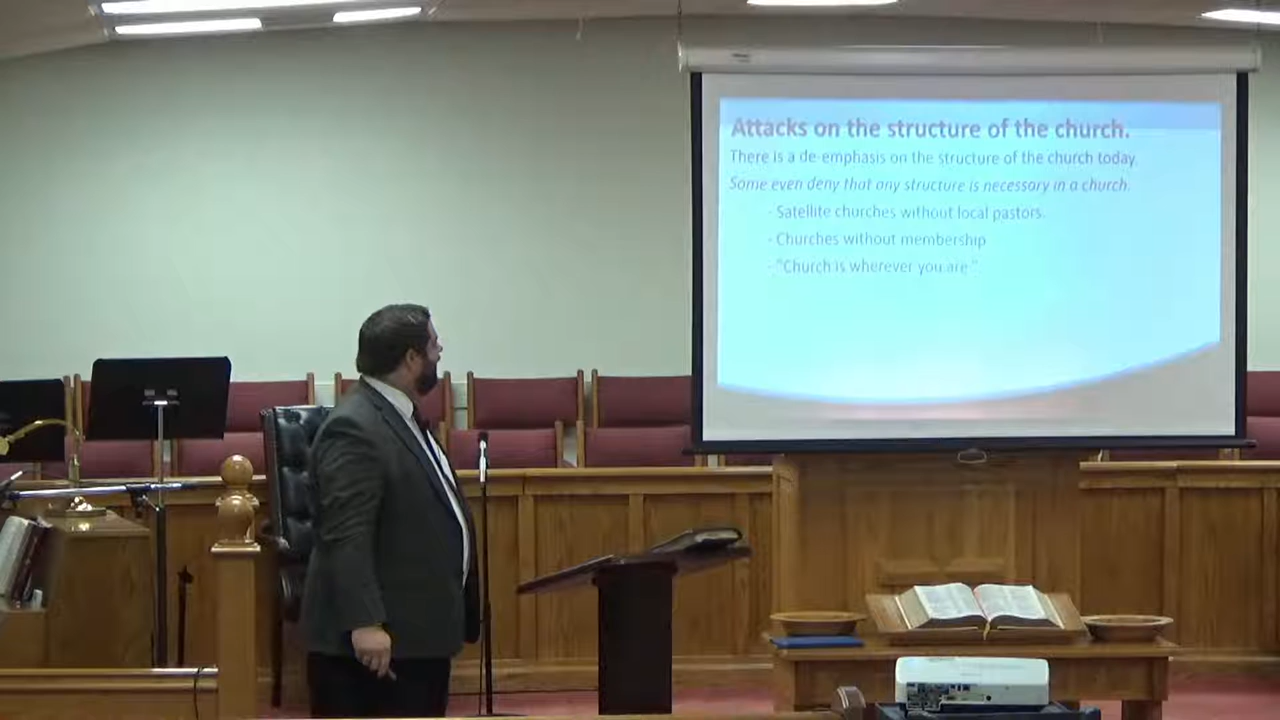 Attacks on the structure of the church.
There is a de-emphasis on the structure of the church today.
Some even deny that any structure is necessary in a church.
- Satellite churches without local pastors.
- Churches without membership
- "Church is wherever you are."